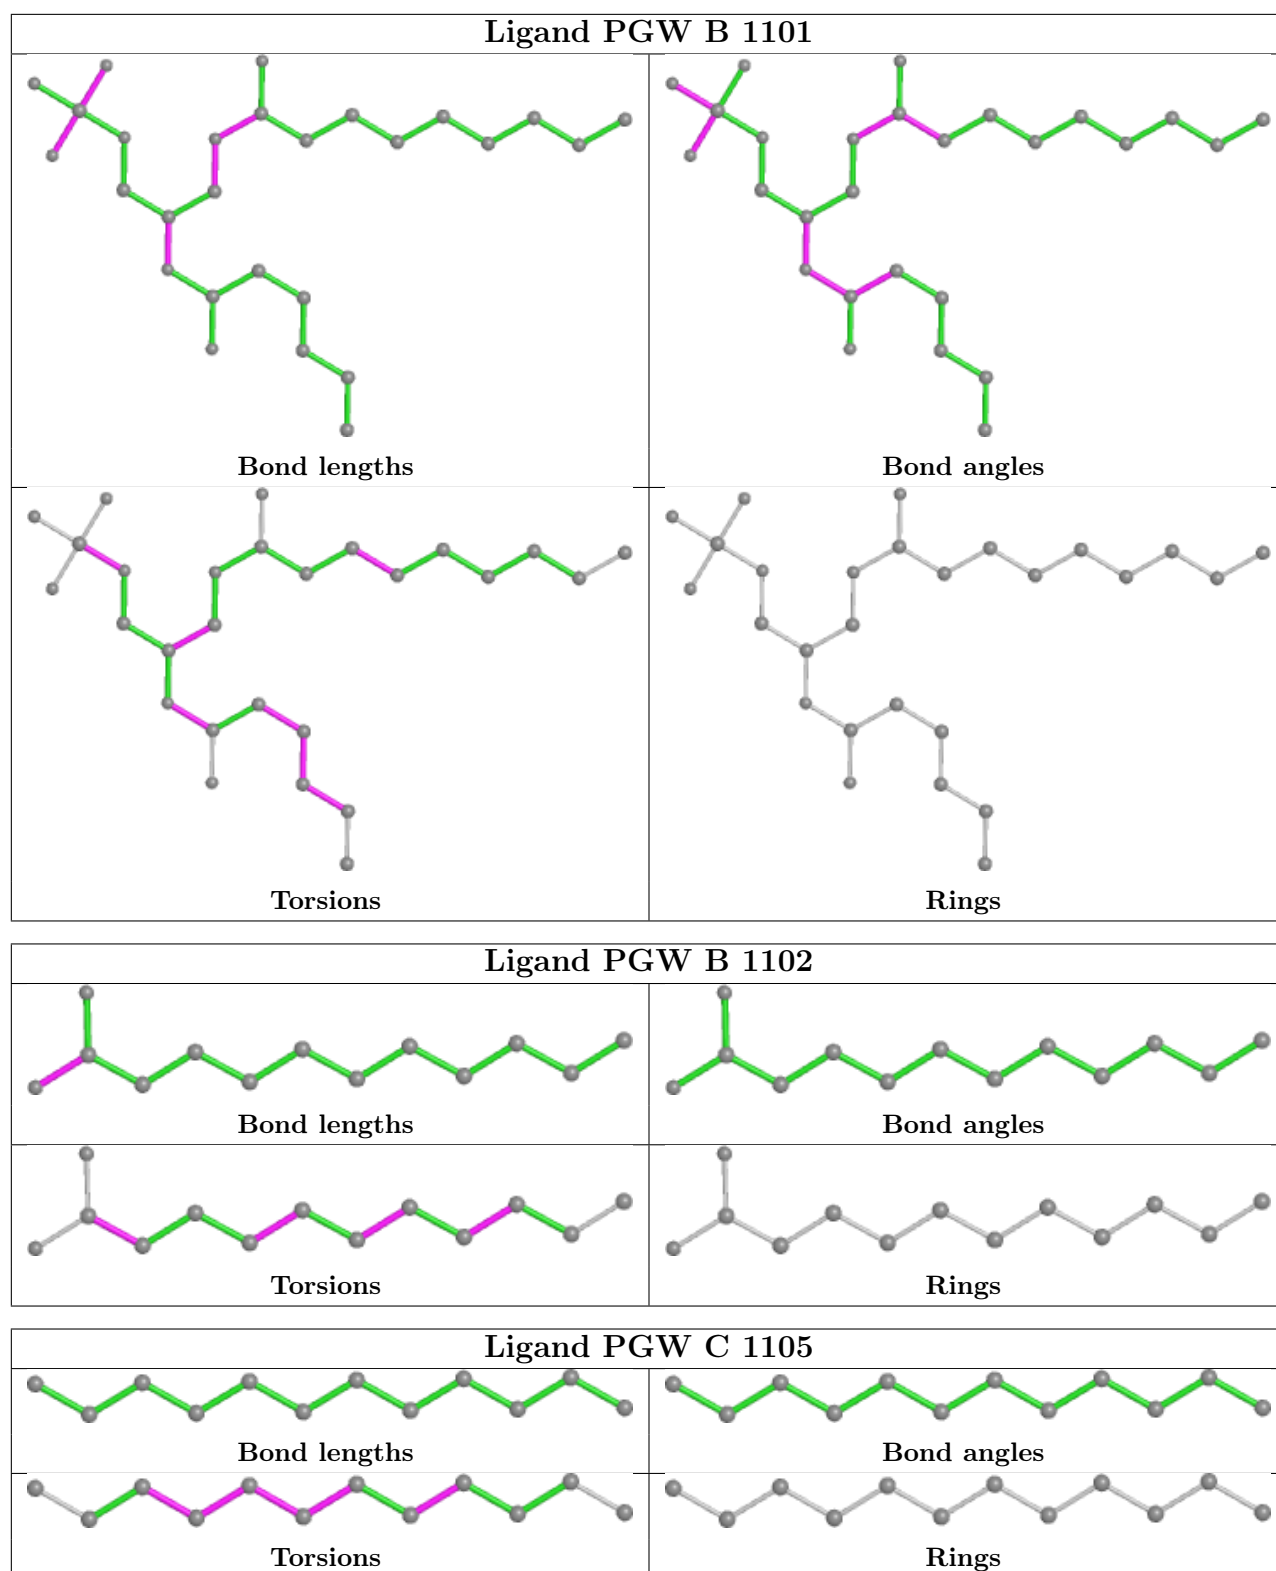 Ligand PGW B 1101
Bond lengths
Bond angles
Torsions
Rings
Ligand PGW B 1102
Bond lengths
Bond angles
Torsions
Rings
Ligand PGW C 1105
Bond lengths
Bond angles
Torsions
Rings